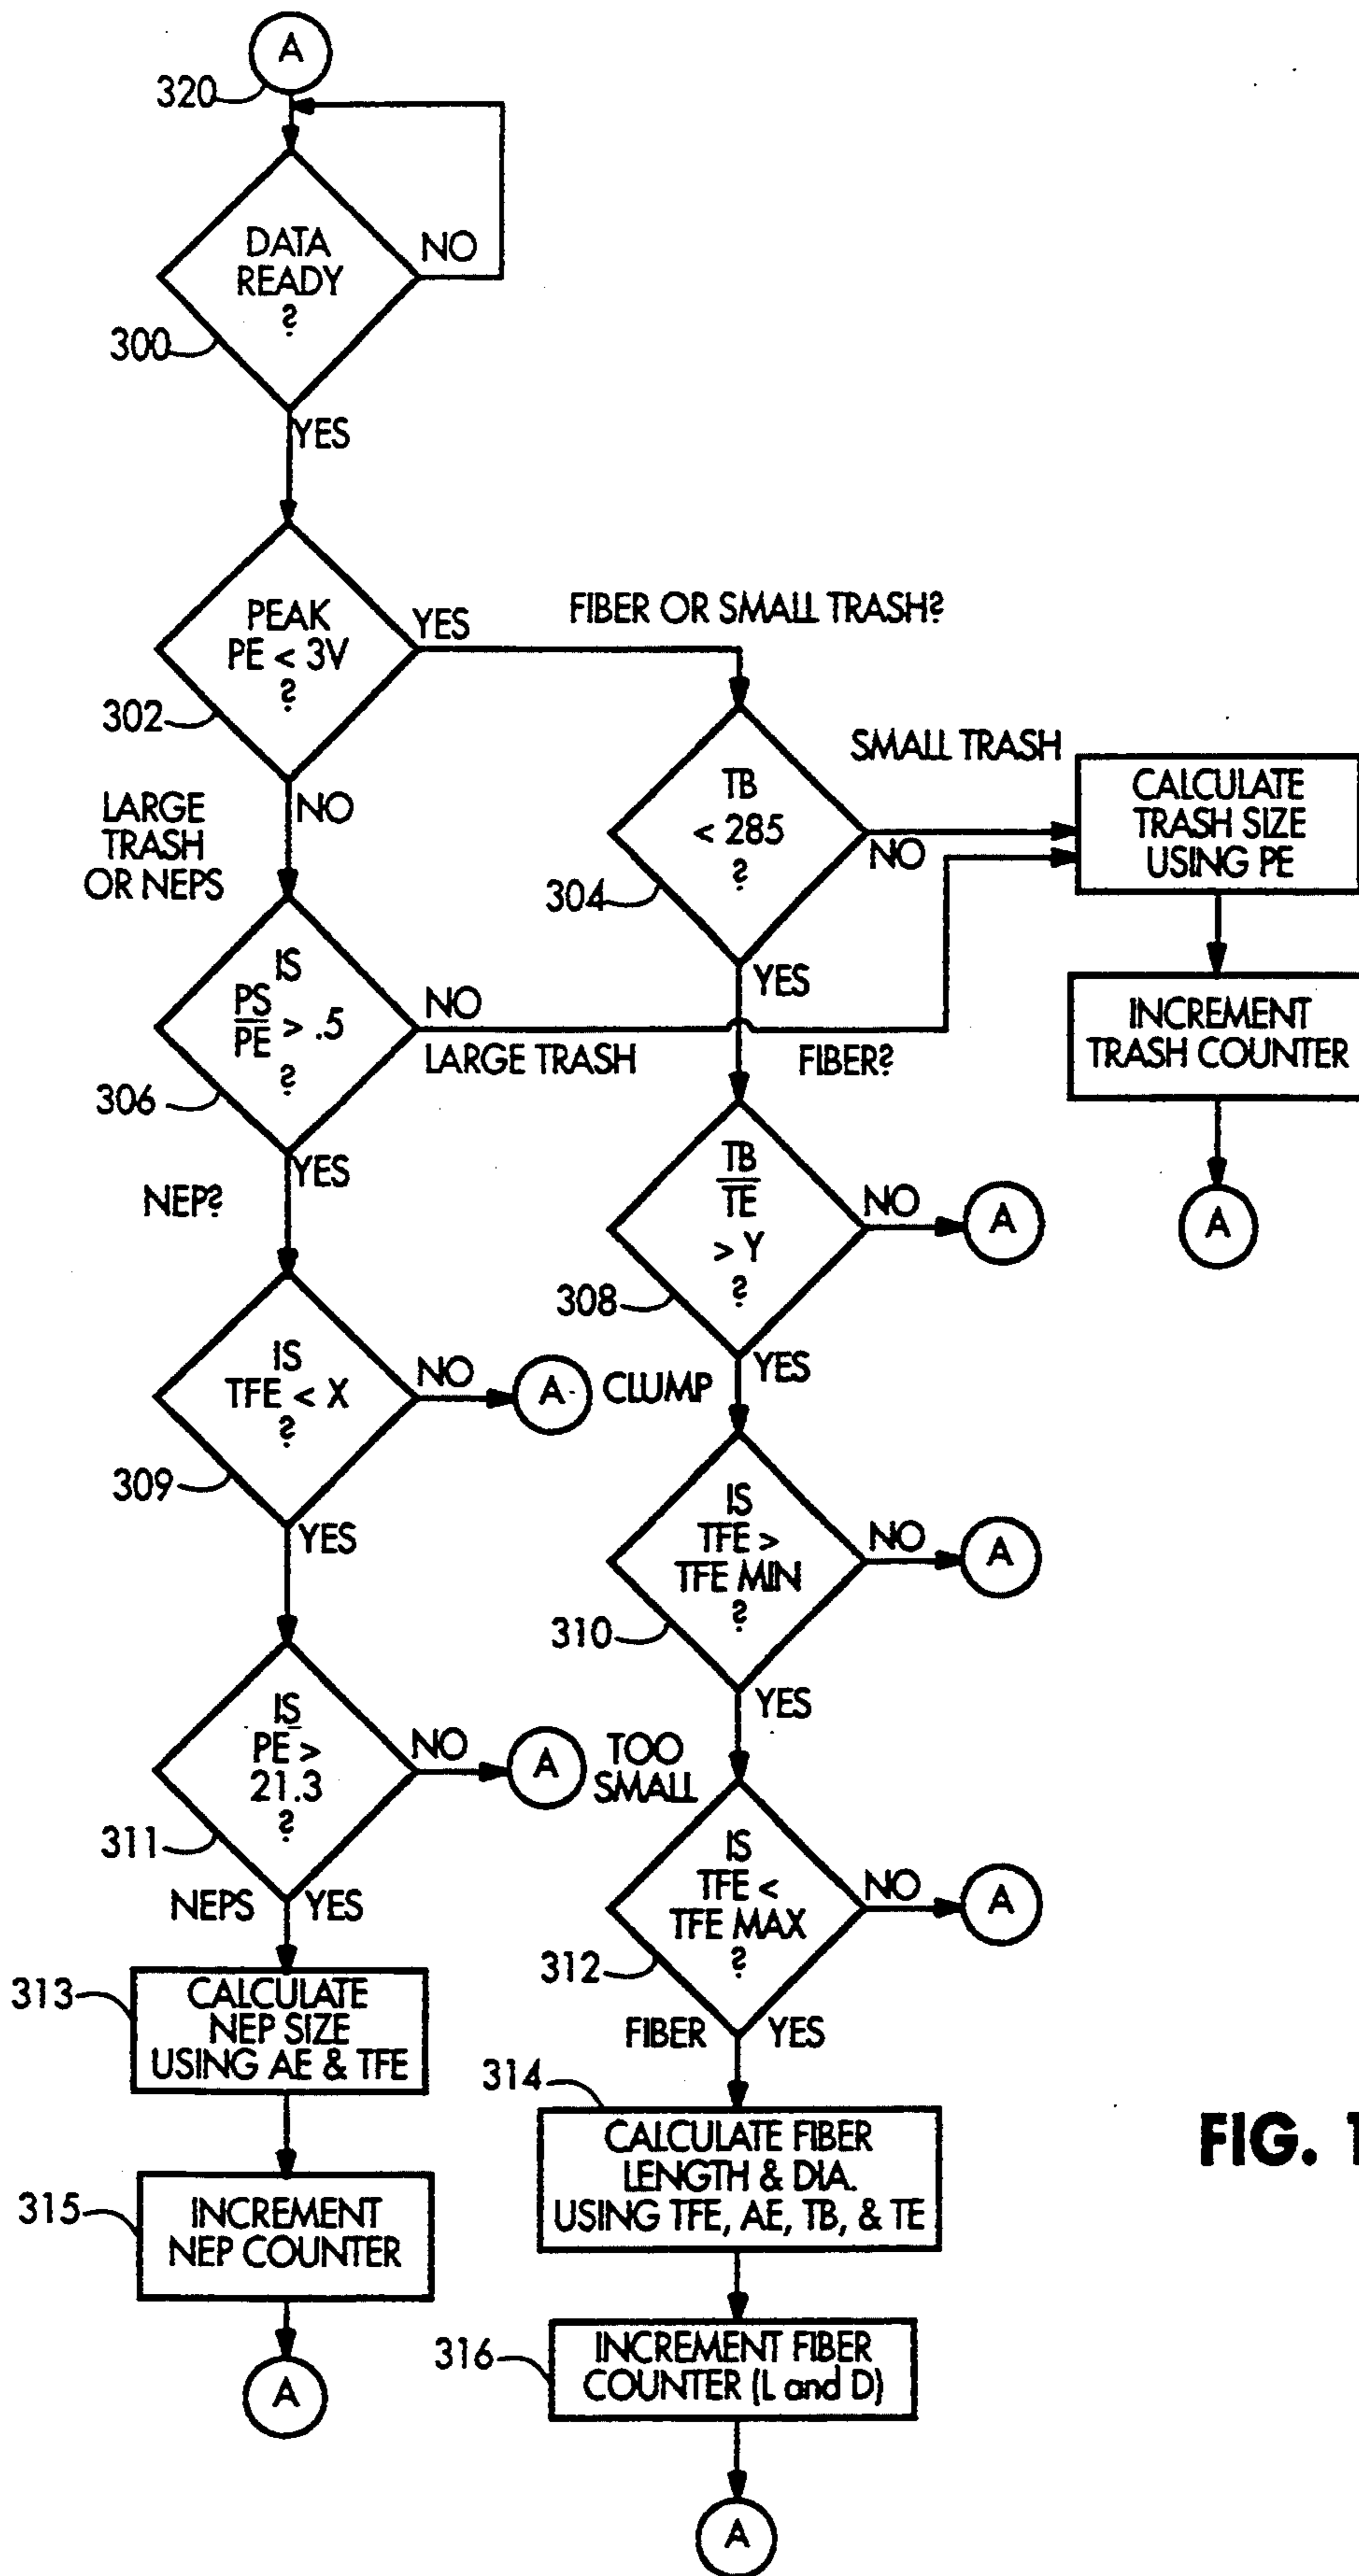 A
320
DATA
READY
?
NO
300
YES
PEAK
PE < 3V
?
YES
302
NO
FIBER OR SMALL TRASH?
LARGE
TRASH
OR NEPS
TB
< 285
?
304
NO
YES
SMALL TRASH
CALCULATE
TRASH SIZE
USING PE
INCREMENT
TRASH COUNTER
A
IS
PS
PE > .5
?
NO
LARGE TRASH
306
YES
NEP?
FIBER?
TB
TE
> Y
?
NO
A
308
YES
IS
TFE < X
?
NO
A
CLUMP
309
YES
IS
TFE >
TFE MIN
?
NO
A
310
YES
IS
PE >
21.3
?
NO
A
TOO
SMALL
311
NEPS YES
IS
TFE <
TFE MAX
?
NO
A
312
FIBER YES
313
CALCULATE
NEP SIZE
USING AE & TFE
315
INCREMENT
NEP COUNTER
A
314
CALCULATE FIBER
LENGTH & DIA.
USING TFE, AE, TB, & TE
316
INCREMENT FIBER
COUNTER (L and D)
A
FIG. 1